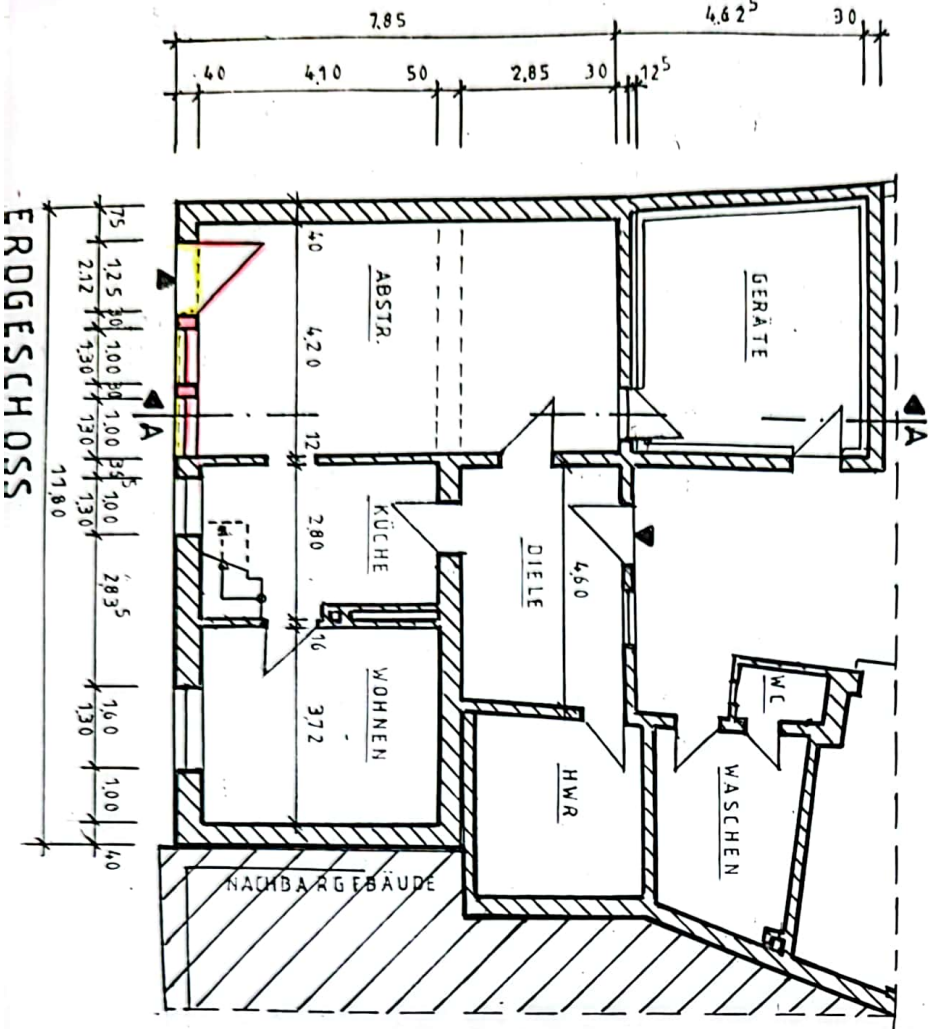 7,85
4,62⁵
30
40
4,10
50
2,85
30
12⁵
ERDGESCHOSS
11,80
75
1,25
2,12
30
1,00
1,30
30
1,00
1,30
35⁵
1,00
1,30
2,83⁵
1,60
1,30
1,00
40
40
4,20
12
2,80
16
3,72
ABSTR.
GERÄTE
A
A
KÜCHE
DIELE
4,60
WOHNEN
HWR
WC
WASCHEN
NACHBARGEBÄUDE